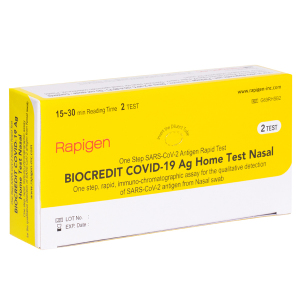 www.rapigen-inc.com
15~30 min Reading Time 2 TEST
2 TEST
Rapigen
One Step SARS-CoV-2 Antigen Rapid Test
BIOCREDIT COVID-19 Ag Home Test Nasal
One step, rapid, immuno-chromatographic assay for the qualitative detection
of SARS-CoV-2 antigen from Nasal swab
LOT No. :
EXP. Date :
BIOCREDIT COVID-19 Ag
Home Test Nasal